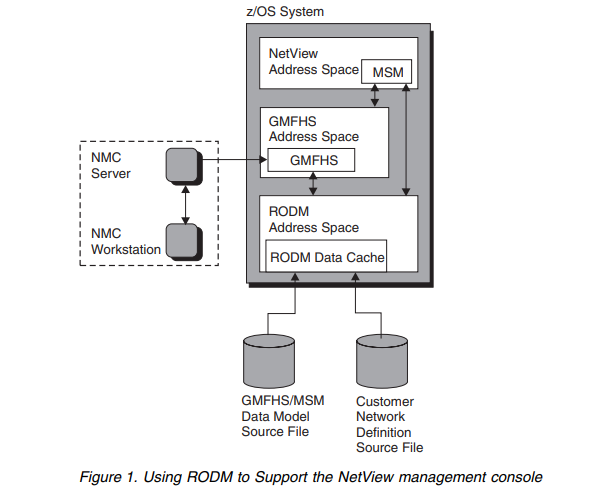 z/OS System
NetView
Address Space
MSM
GMFHS
Address Space
GMFHS
NMC
Server
NMC
Workstation
RODM
Address Space
RODM Data Cache
GMFHS/MSM
Data Model
Source File
Customer
Network
Definition
Source File
Figure 1. Using RODM to Support the NetView management console